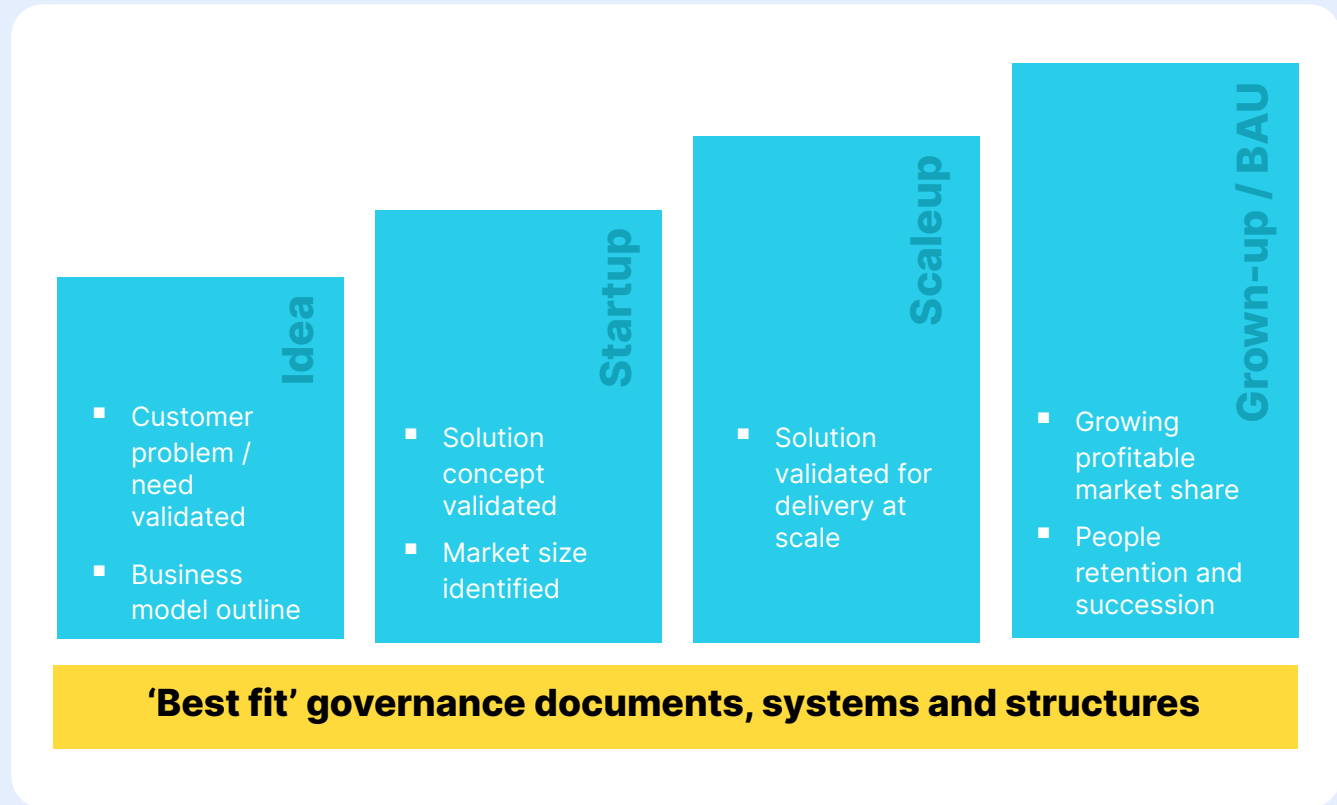 Idea
Customer
problem /
need
validated
Business
model outline
Startup
Solution
concept
validated
Market size
identified
Scaleup
Solution
validated for
delivery at
scale
Grown-up / BAU
Growing
profitable
market share
People
retention and
succession
‘Best fit’ governance documents, systems and structures